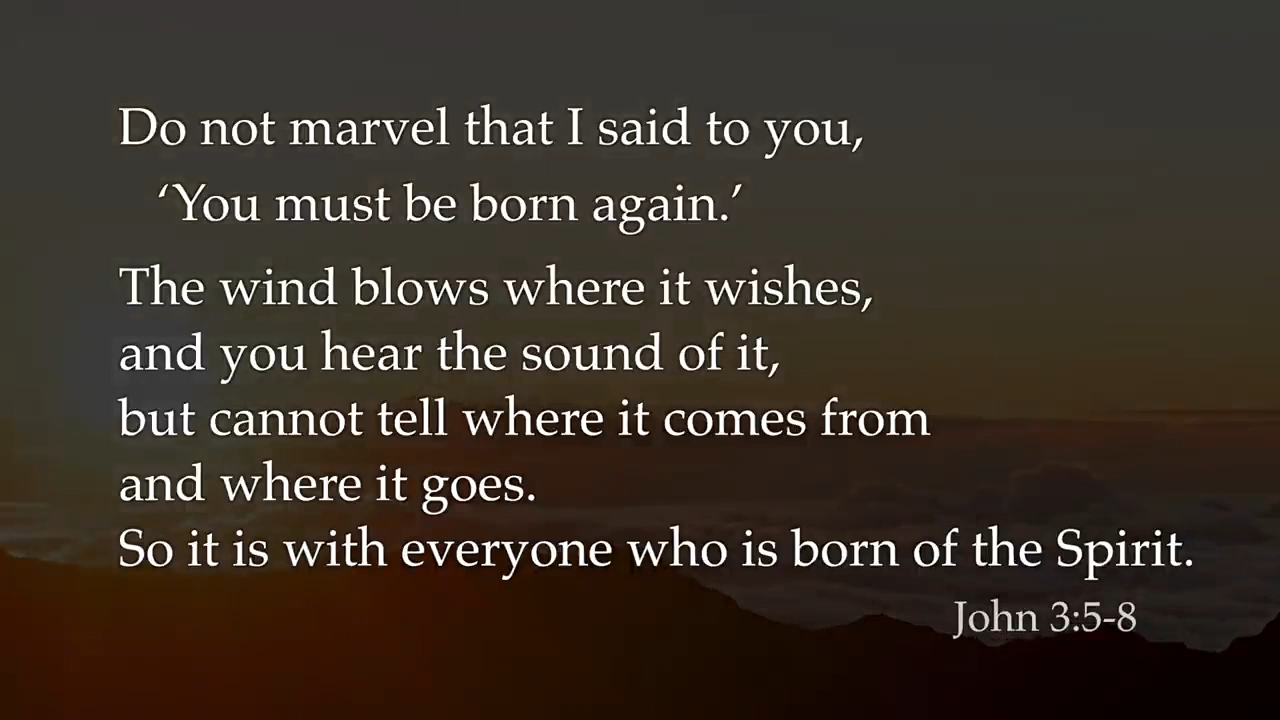 Do not marvel that I said to you,
‘You must be born again.’
The wind blows where it wishes,
and you hear the sound of it,
but cannot tell where it comes from
and where it goes.
So it is with everyone who is born of the Spirit.
John 3:5-8